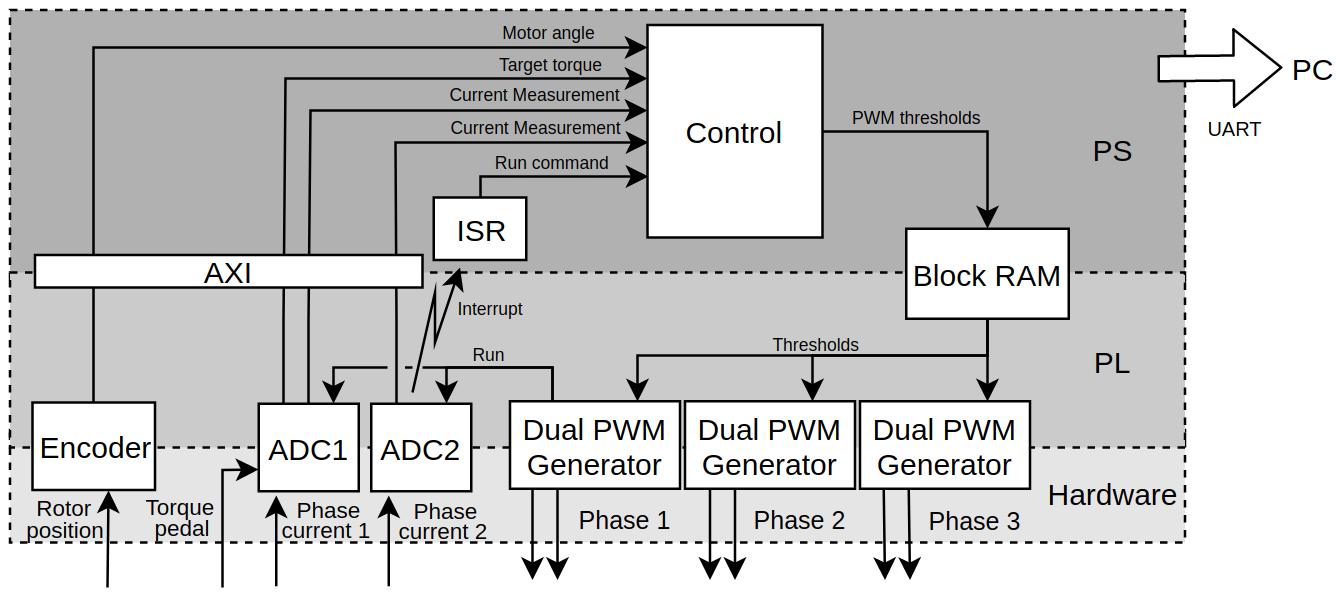 Motor angle
Target torque
Current Measurement
Current Measurement
Run command
Control
PWM thresholds
PS
PC
UART
ISR
AXI
Block RAM
Interrupt
Thresholds
Run
PL
Encoder
ADC1
ADC2
Dual PWM
Generator
Dual PWM
Generator
Dual PWM
Generator
Hardware
Rotor
position
Torque
pedal
Phase
current 1
Phase
current 2
Phase 1
Phase 2
Phase 3